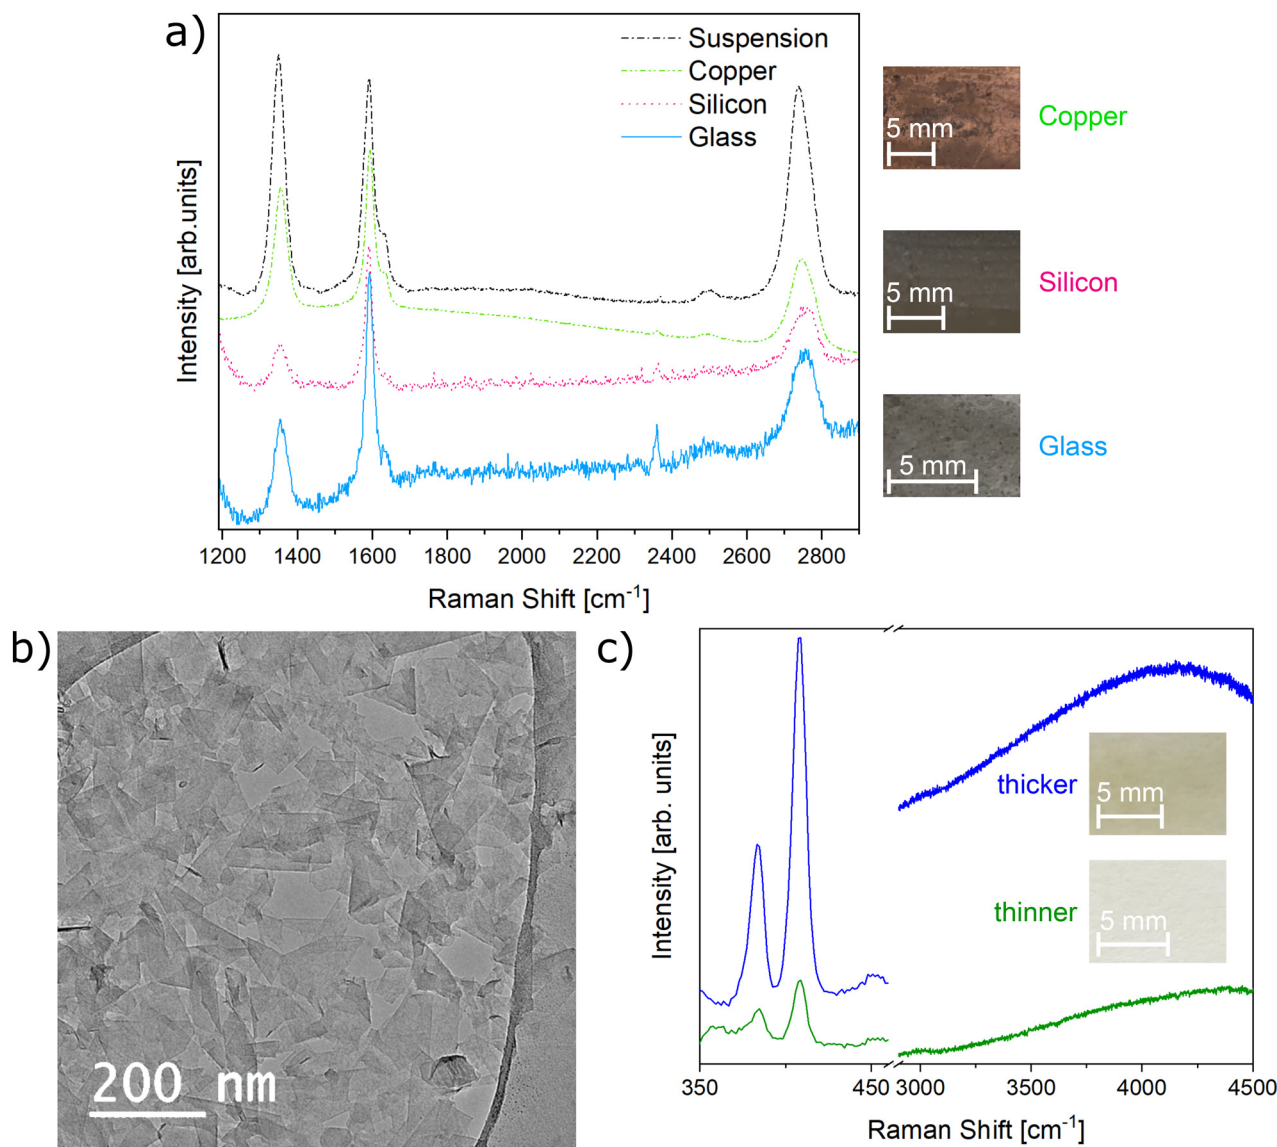 a)
Suspension
Copper
Silicon
Glass
Intensity [arb.units]
1200 1400 1600 1800 2000 2200 2400 2600 2800
Raman Shift [cm-1]
5 mm
Copper
5 mm
Silicon
5 mm
Glass
b)
200 nm
c)
Intensity [arb. units]
thicker
5 mm
thinner
5 mm
350 450 3000 3500 4000 4500
Raman Shift [cm-1]